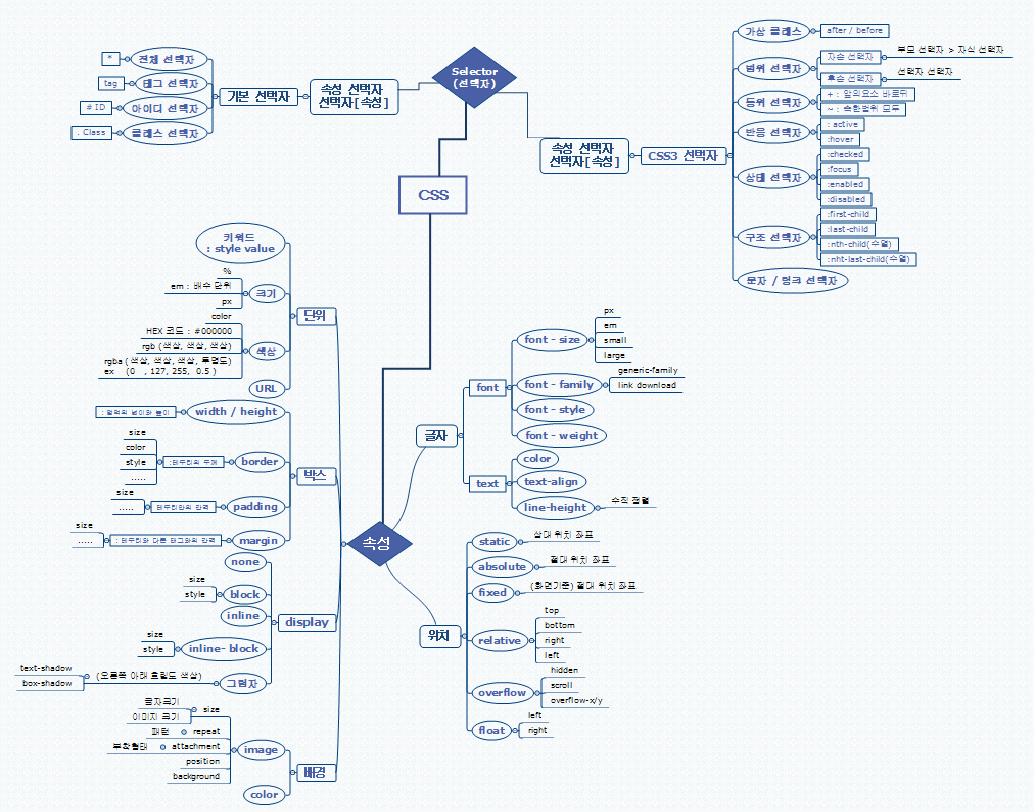 CSS
Selector
(선택자)
속성 선택자
선택자[속성]
기본 선택자
전체 선택자
*
태그 선택자
tag
아이디 선택자
# ID
클래스 선택자
. Class
속성 선택자
선택자[속성]
CSS3 선택자
가상 클래스
after / before
범위 선택자
자손 선택자
부모 선택자 > 자식 선택자
후손 선택자
선택자 선택자
동위 선택자
+ : 앞의요소 바로뒤
~ : 속한범위 모두
반응 선택자
: active
:hover
상태 선택자
:checked
:focus
:enabled
:disabled
구조 선택자
:first-child
:last-child
:nth-child(수열)
:nht-last-child(수열)
문자 / 링크 선택자
속성
단위
키워드
: style value
크기
%
em : 배수 단위
px
색상
color
HEX 코드 : #000000
rgb (색상, 색상, 색상)
rgba (색상, 색상, 색상, 투명도)
ex (0 , 127, 255, 0.5 )
URL
박스
width / height
: 영역의 넓이와 높이
border
:테두리의 두께
size
color
style
.....
padding
테두리안의 간격
size
.....
margin
: 테두리와 다른 태그와의 간격
size
.....
display
none
block
size
style
inline
inline- block
size
style
그림자
(오른쪽 아래 흐림도 색상)
text-shadow
box-shadow
배경
image
size
글자크기
이미지 크기
repeat
패턴
attachment
부착형태
position
background
color
글자
font
font - size
px
em
small
large
font - family
generic-family
link download
font - style
font - weight
text
color
text-align
line-height
수직 정렬
위치
static
상대 위치 좌표
absolute
절대 위치 좌표
fixed
(화면기준) 절대 위치 좌표
relative
top
bottom
right
left
overflow
hidden
scroll
overflow-x/y
float
left
right